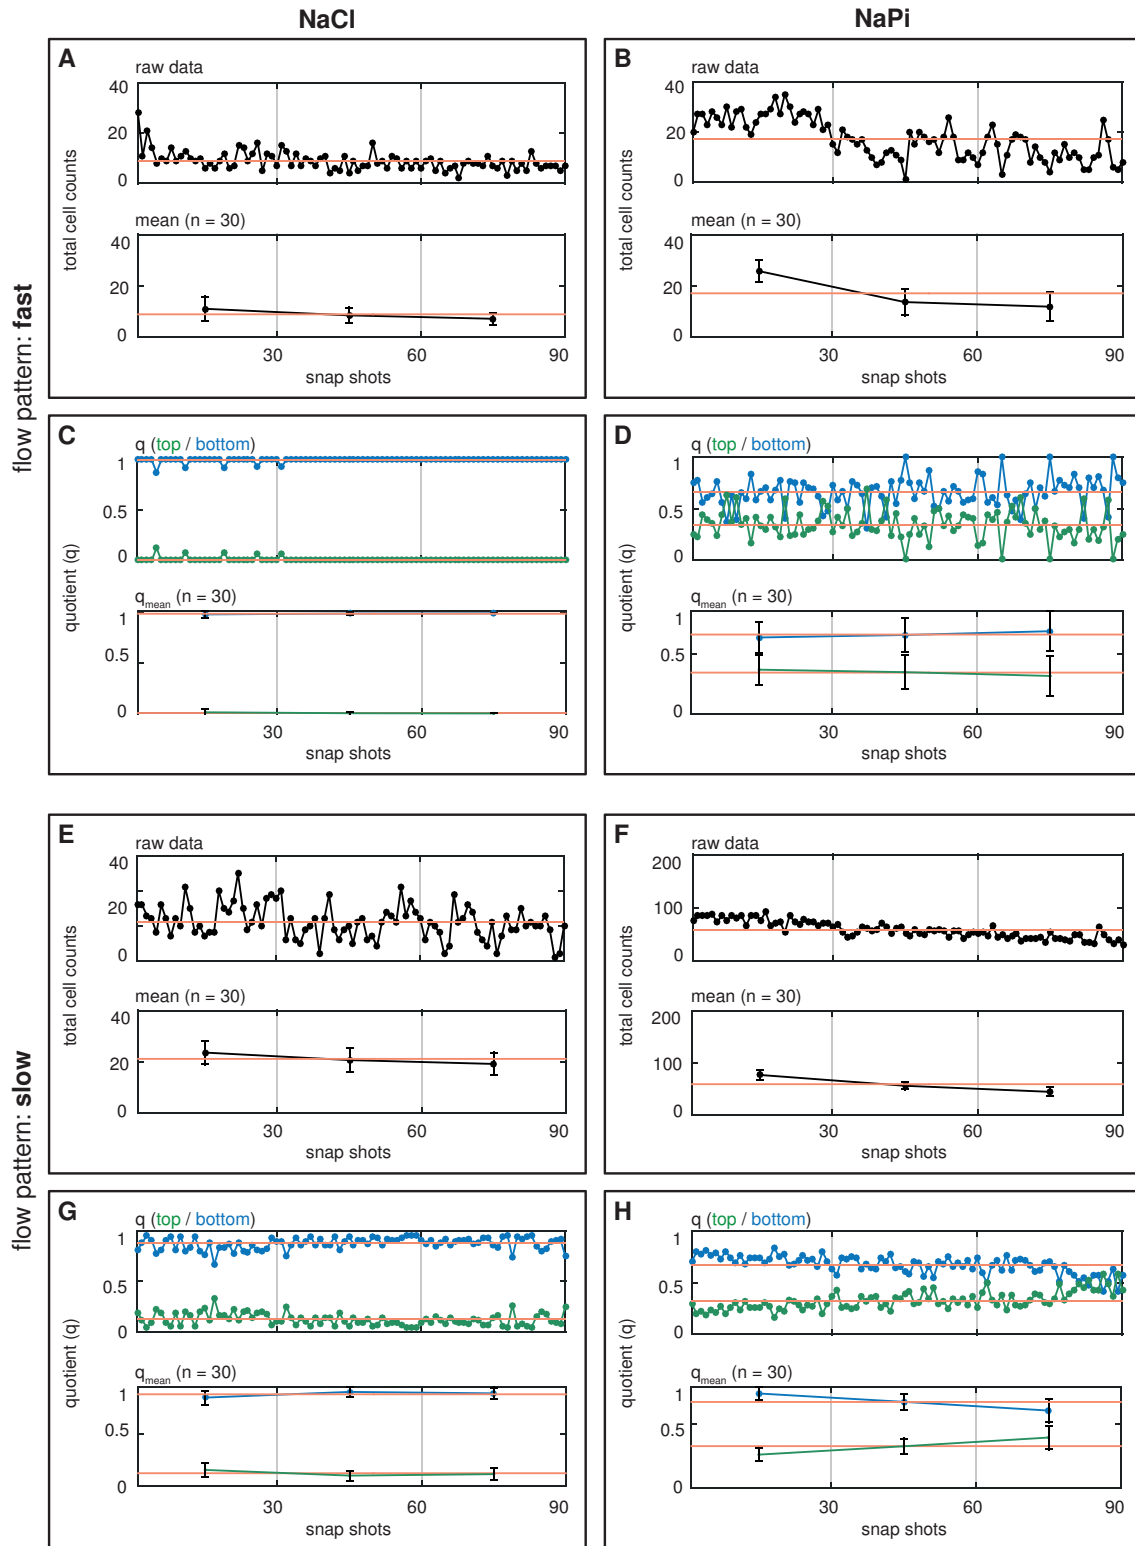 NaCl
NaPi
flow pattern: fast
A
raw data
40
20
0
total cell counts
mean (n = 30)
40
20
0
30
60
90
snap shots
B
raw data
40
20
0
total cell counts
mean (n = 30)
40
20
0
30
60
90
snap shots
C
q (top / bottom)
1
0.5
0
quotient (q)
qmean (n = 30)
1
0.5
0
30
60
90
snap shots
D
q (top / bottom)
1
0.5
0
quotient (q)
qmean (n = 30)
1
0.5
0
30
60
90
snap shots
flow pattern: slow
E
raw data
40
20
0
total cell counts
mean (n = 30)
40
20
0
30
60
90
snap shots
F
raw data
200
100
0
total cell counts
mean (n = 30)
200
100
0
30
60
90
snap shots
G
q (top / bottom)
1
0.5
0
quotient (q)
qmean (n = 30)
1
0.5
0
30
60
90
snap shots
H
q (top / bottom)
1
0.5
0
quotient (q)
qmean (n = 30)
1
0.5
0
30
60
90
snap shots